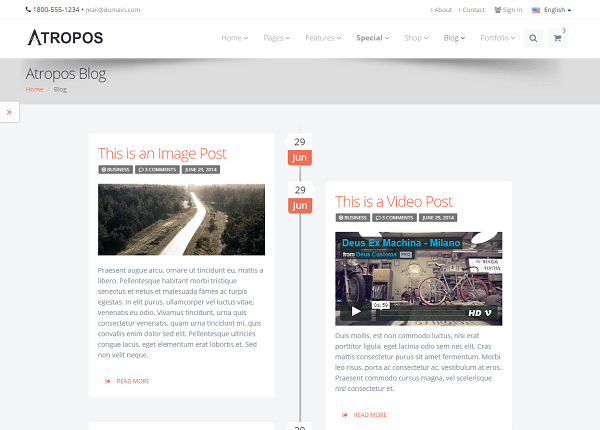 1800-555-1234 • mail@domain.com
About
Contact
Sign In
English
ATROPOS
Home
Pages
Features
Special
Shop
Blog
Portfolio
3
Atropos Blog
Home / Blog
»
29
Jun
This is an Image Post
BUSINESS
3 COMMENTS
JUNE 29, 2014
Praesent augue arcu, ornare ut tincidunt eu, mattis a
libero. Pellentesque habitant morbi tristique
senectus et netus et malesuada fames ac turpis
egestas. In elit purus, ullamcorper vel luctus vitae,
venenatis eu odio. Vivamus tincidunt, urna quis
consectetur venenatis, quam urna tincidunt mi, quis
convallis enim dolor sed elit. Pellentesque ultricies
congue lacus, eget elementum erat lobortis et. Sed
non velit neque.
READ MORE
29
Jun
This is a Video Post
BUSINESS
5 COMMENTS
JUNE 29, 2014
Deus Ex Machina - Milano
from Deus Customs PRO
01:59
HD
Duis mollis, est non commodo luctus, nisi erat
porttitor ligula, eget lacinia odio sem nec elit. Cras
mattis consectetur purus sit amet fermentum. Morbi
leo risus, porta ac consectetur ac, vestibulum at eros.
Praesent commodo cursus magna, vel scelerisque
nisl consectetur et.
READ MORE
29